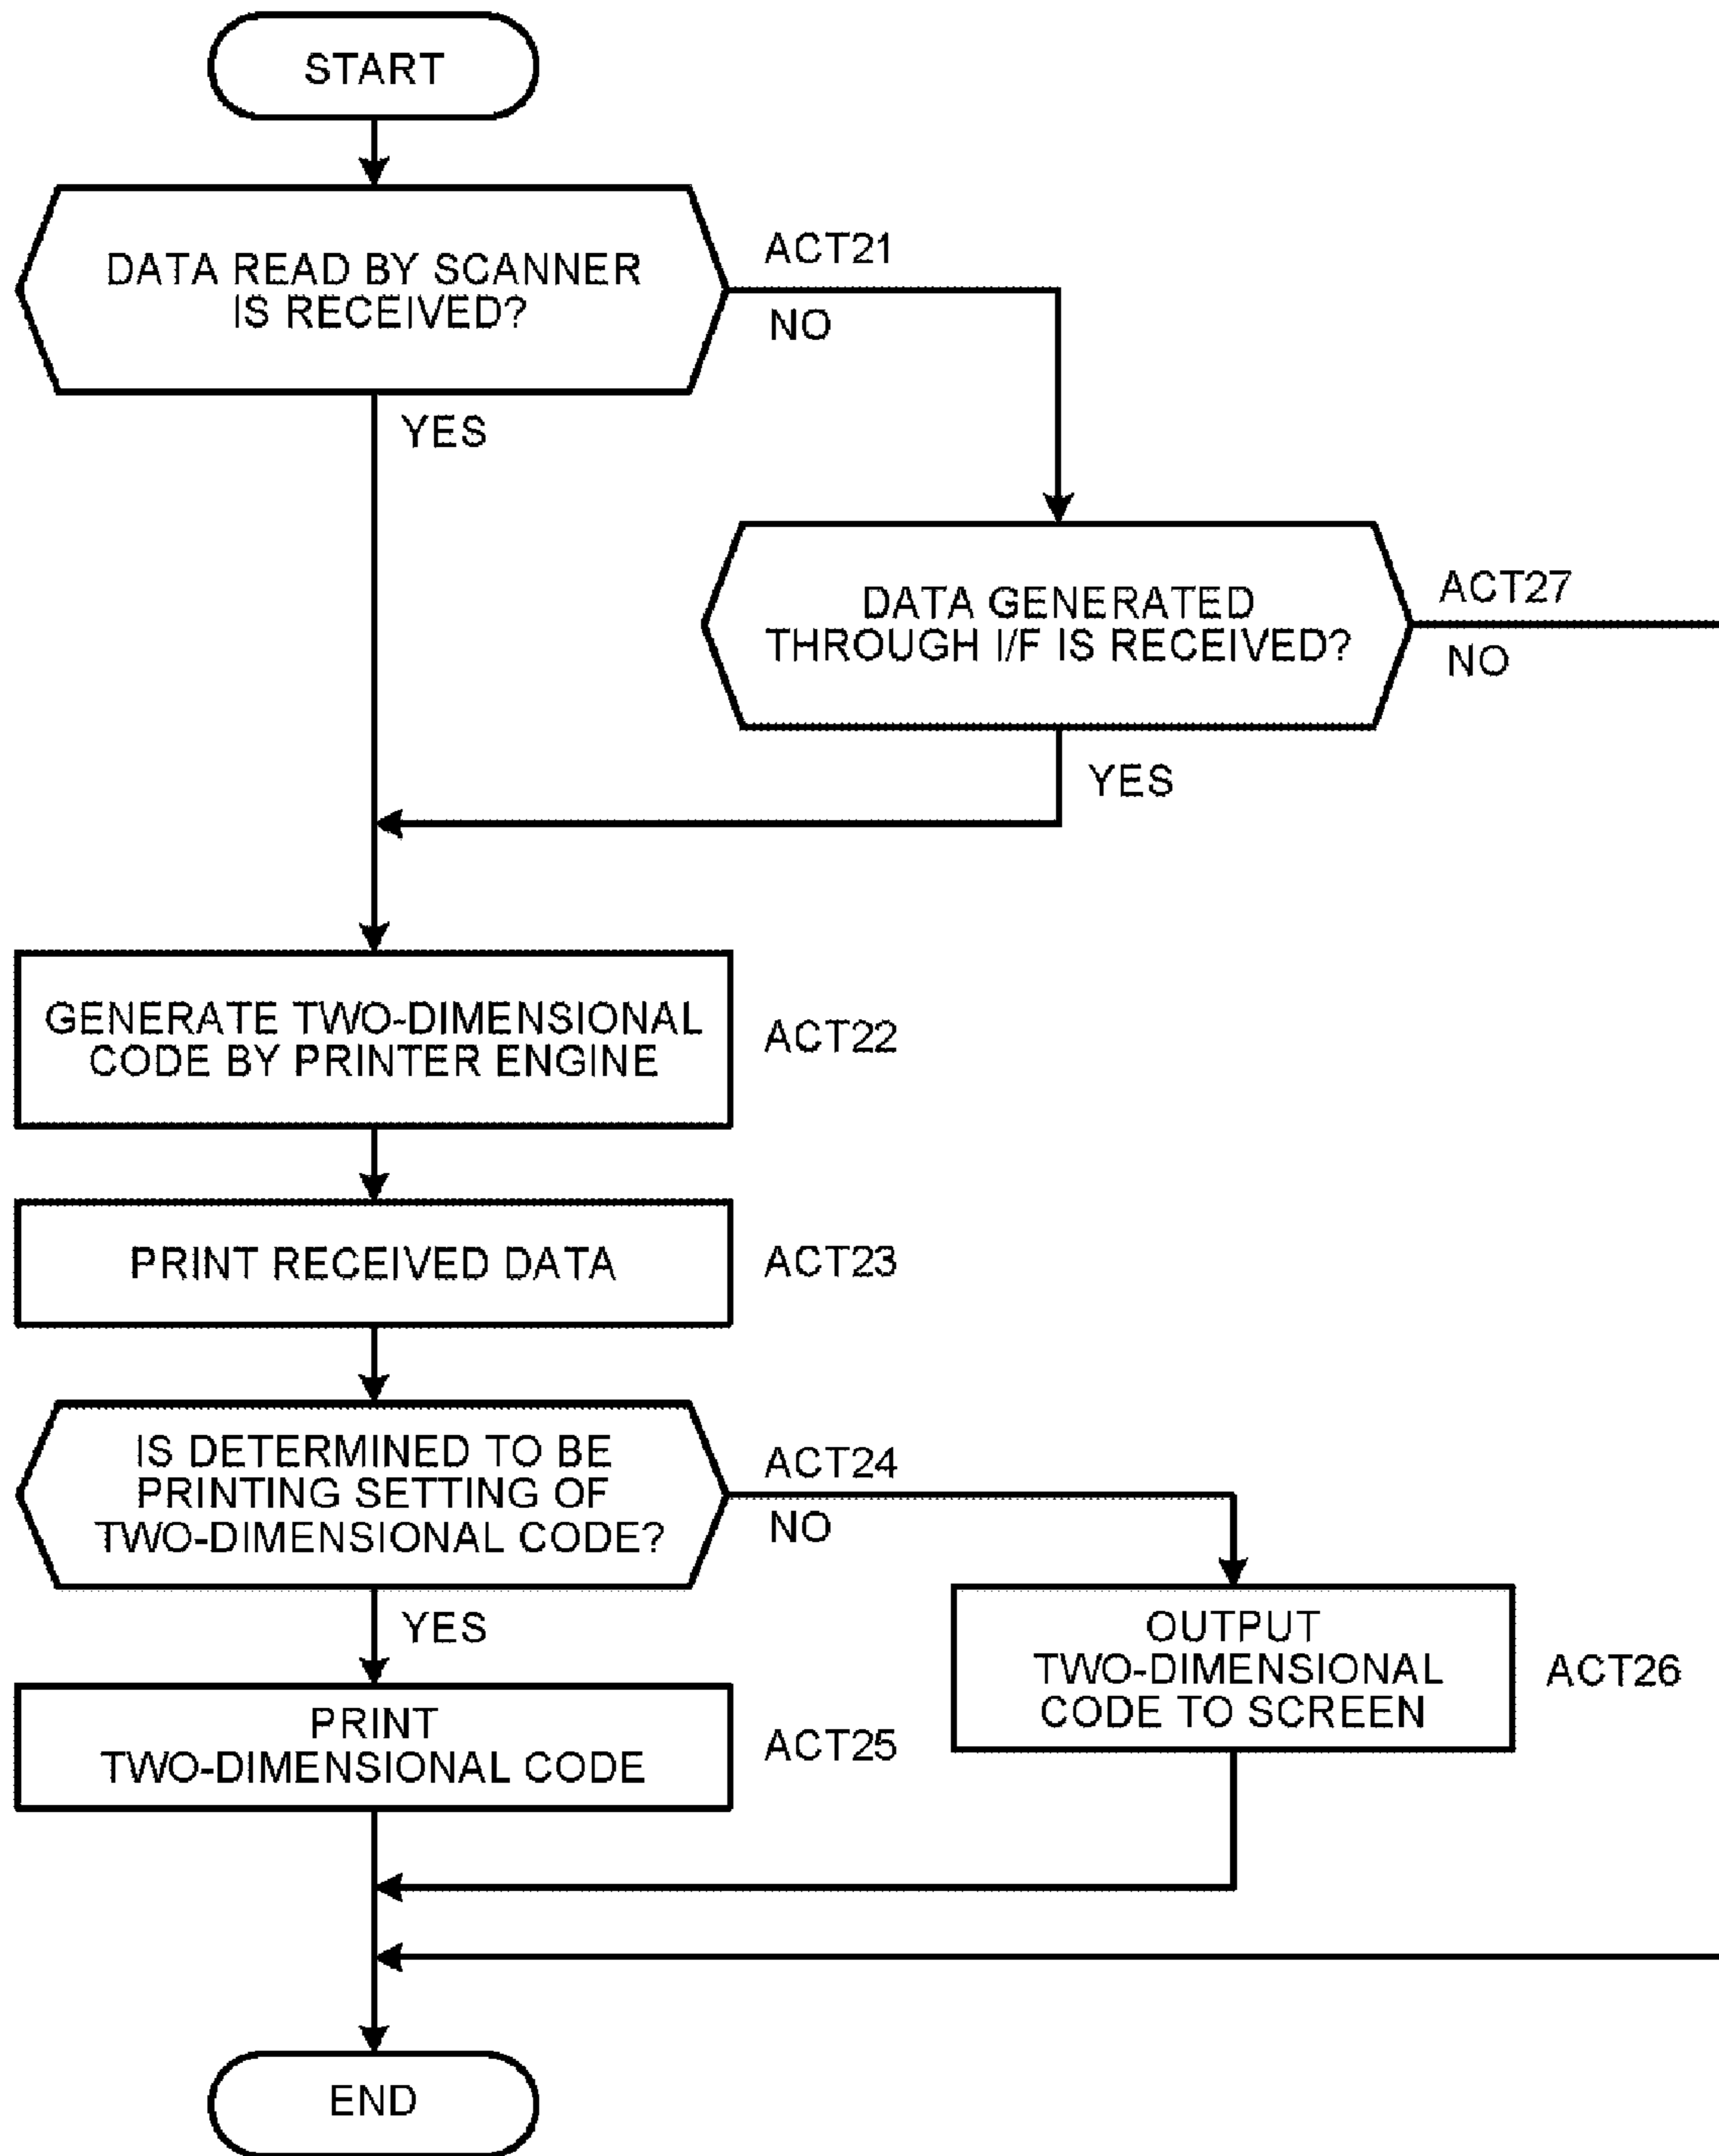 START
DATA READ BY SCANNER
IS RECEIVED?
ACT21
NO
YES
DATA GENERATED
THROUGH I/F IS RECEIVED?
ACT27
NO
YES
GENERATE TWO-DIMENSIONAL
CODE BY PRINTER ENGINE
ACT22
PRINT RECEIVED DATA
ACT23
IS DETERMINED TO BE
PRINTING SETTING OF
TWO-DIMENSIONAL CODE?
ACT24
NO
YES
OUTPUT
TWO-DIMENSIONAL
CODE TO SCREEN
ACT26
PRINT
TWO-DIMENSIONAL CODE
ACT25
END